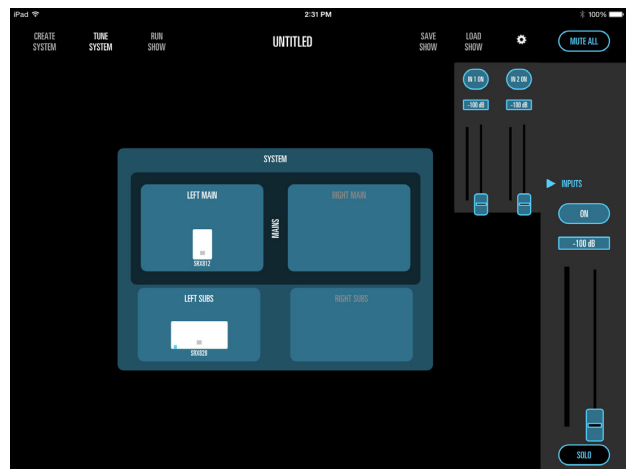 iPad 2:31 PM 100%
CREATE SYSTEM
TUNE SYSTEM
RUN SHOW
UNTITLED
SAVE SHOW
LOAD SHOW
MUTE ALL
IN 1 ON
IN 2 ON
-100 dB
-100 dB
SYSTEM
LEFT MAIN
RIGHT MAIN
MAINS
SRX812
INPUTS
ON
-100 dB
LEFT SUBS
RIGHT SUBS
SRX828
SOLO